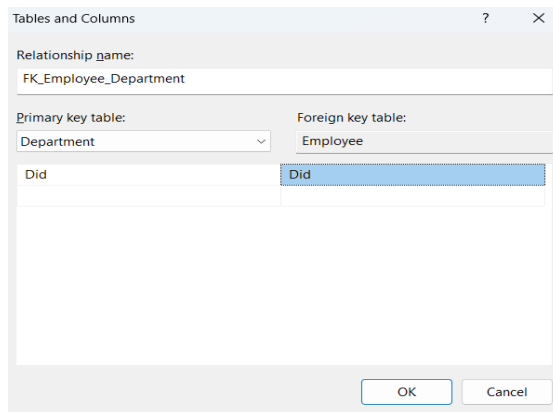 Tables and Columns ? ×
Relationship name:
FK_Employee_Department
Primary key table: Foreign key table:
Department Employee
Did Did
OK Cancel